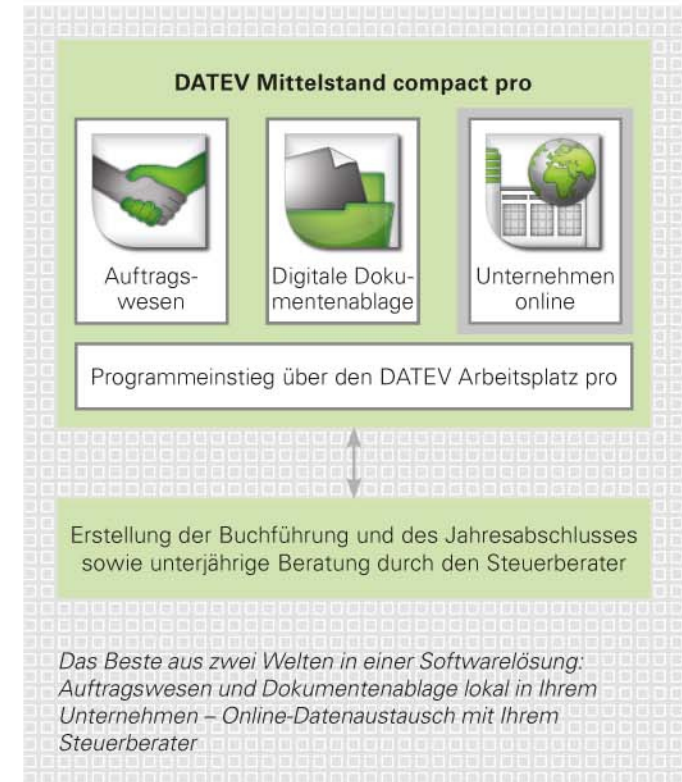 DATEV Mittelstand compact pro
Auftrags-
wesen
Digitale Doku-
mentenablage
Unternehmen
online
Programmeinstieg über den DATEV Arbeitsplatz pro
Erstellung der Buchführung und des Jahresabschlusses
sowie unterjährige Beratung durch den Steuerberater
Das Beste aus zwei Welten in einer Softwarelösung:
Auftragswesen und Dokumentenablage lokal in Ihrem
Unternehmen – Online-Datenaustausch mit Ihrem
Steuerberater